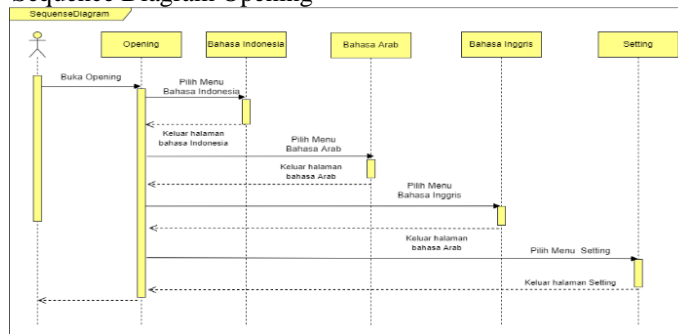 Sequence Diagram Opening
SequenseDiagram
Opening
Bahasa Indonesia
Bahasa Arab
Bahasa Inggris
Setting
Buka Opening
Pilih Menu
Bahasa Indonesia
Keluar halaman
bahasa Indonesia
Pilih Menu
Bahasa Arab
Keluar halaman
bahasa Arab
Pilih Menu
Bahasa Inggris
Keluar halaman
bahasa Arab
Pilih Menu Setting
Keluar halaman Setting